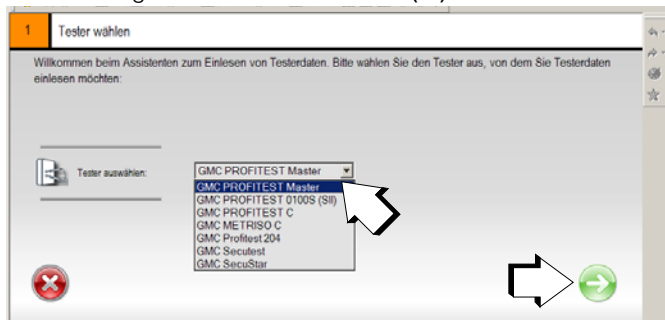 1 Tester wählen
Willkommen beim Assistenten zum Einlesen von Testerdaten. Bitte wählen Sie den Tester aus, von dem Sie Testerdaten
einlesen möchten:
Tester auswählen: GMC PROFITEST Master
GMC PROFITEST Master
GMC PROFITEST 0100S (SII)
GMC PROFITEST C
GMC METRISO C
GMC Profitest 204
GMC Secutest
GMC SecuStar